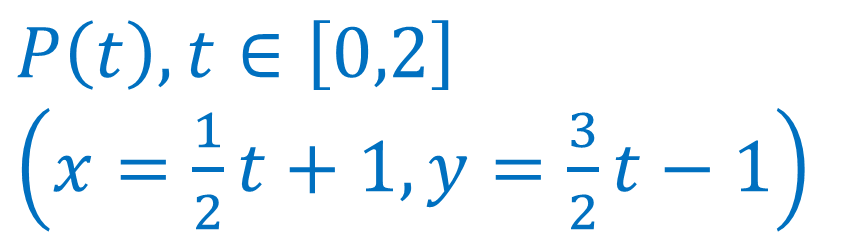 P(t), t ∈ [0,2]
(x = 1/2 t + 1, y = 3/2 t − 1)